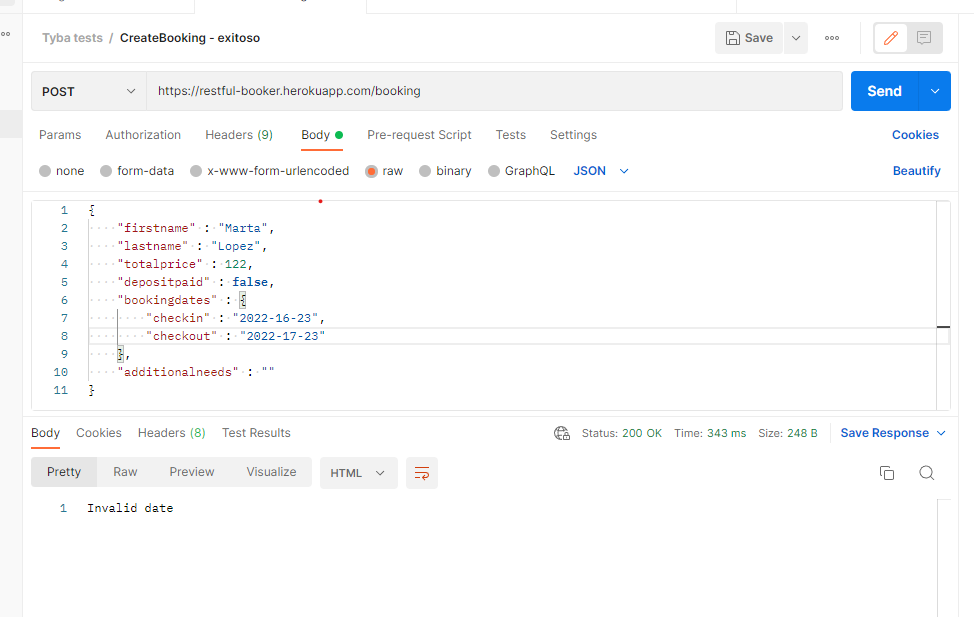 Tyba tests / CreateBooking - exitoso
Save
POST
https://restful-booker.herokuapp.com/booking
Send
Params Authorization Headers (9) Body Pre-request Script Tests Settings Cookies
none form-data x-www-form-urlencoded raw binary GraphQL JSON Beautify
1 {
2 "firstname" : "Marta",
3 "lastname" : "Lopez",
4 "totalprice" : 122,
5 "depositpaid" : false,
6 "bookingdates" : {
7 "checkin" : "2022-16-23",
8 "checkout" : "2022-17-23"
9 },
10 "additionalneeds" : ""
11 }
Body Cookies Headers (8) Test Results Status: 200 OK Time: 343 ms Size: 248 B Save Response
Pretty Raw Preview Visualize HTML
1 Invalid date